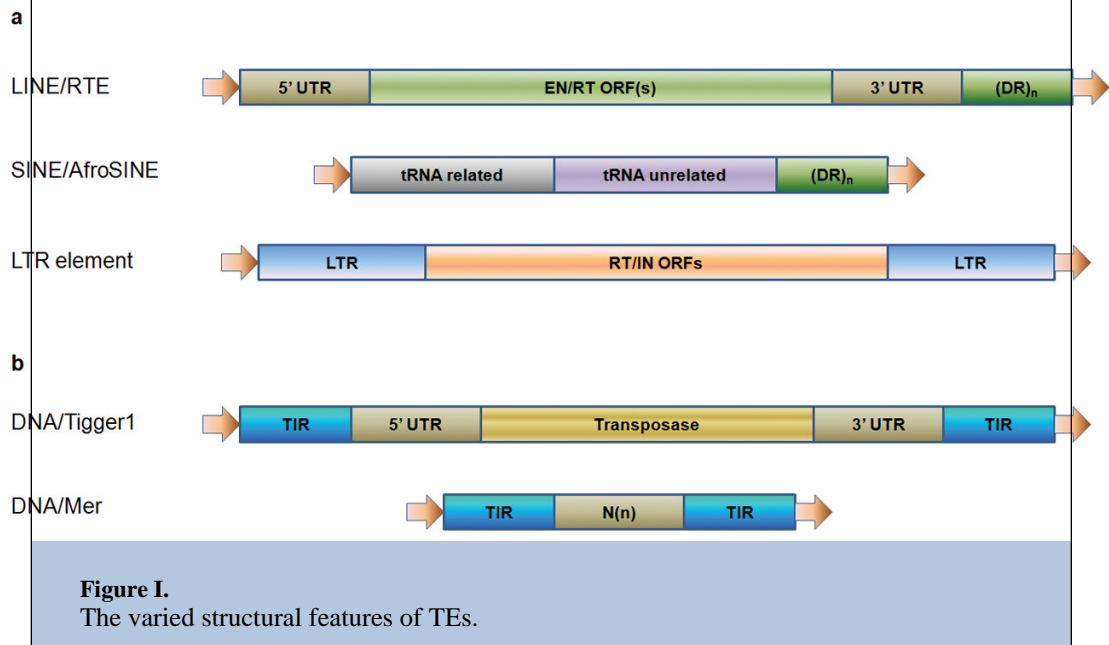 a
LINE/RTE 5' UTR EN/RT ORF(s) 3' UTR (DR)n
SINE/AfroSINE tRNA related tRNA unrelated (DR)n
LTR element LTR RT/IN ORFs LTR
b
DNA/Tigger1 TIR 5' UTR Transposase 3' UTR TIR
DNA/Mer TIR N(n) TIR
Figure I.
The varied structural features of TEs.